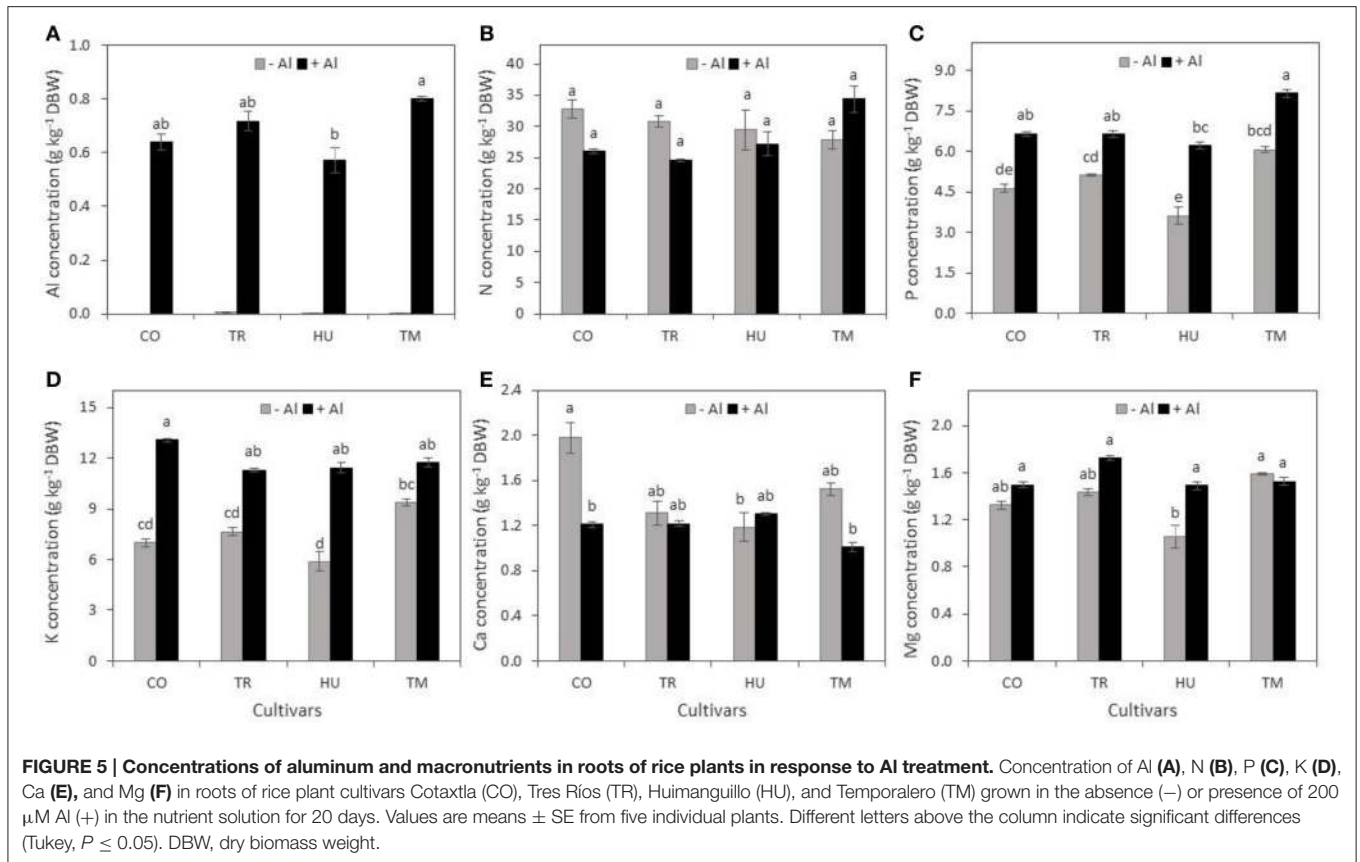 A
- Al + Al
Al concentration (g kg⁻¹ DBW)
1.0
0.8
0.6
0.4
0.2
0.0
ab
ab
b
a
CO TR HU TM
B
- Al + Al
N concentration (g kg⁻¹ DBW)
50
45
40
35
30
25
20
15
10
5
0
a a a a a a a a
CO TR HU TM
C
- Al + Al
P concentration (g kg⁻¹ DBW)
9.0
7.5
6.0
4.5
3.0
1.5
0.0
de ab cd ab e bc bcd a
CO TR HU TM
D
- Al + Al
K concentration (g kg⁻¹ DBW)
15
12
9
6
3
0
cd a cd ab d ab bc ab
CO TR HU TM
Cultivars
E
- Al + Al
Ca concentration (g kg⁻¹ DBW)
2.4
2.0
1.6
1.2
0.8
0.4
0.0
a b ab ab b ab ab b
CO TR HU TM
Cultivars
F
- Al + Al
Mg concentration (g kg⁻¹ DBW)
2.0
1.6
1.2
0.8
0.4
0.0
ab a ab a b a a a
CO TR HU TM
Cultivars
FIGURE 5 | Concentrations of aluminum and macronutrients in roots of rice plants in response to Al treatment. Concentration of Al (A), N (B), P (C), K (D),
Ca (E), and Mg (F) in roots of rice plant cultivars Cotaxtla (CO), Tres Ríos (TR), Huimanguillo (HU), and Temporalero (TM) grown in the absence (−) or presence of 200
μM Al (+) in the nutrient solution for 20 days. Values are means ± SE from five individual plants. Different letters above the column indicate significant differences
(Tukey, P ≤ 0.05). DBW, dry biomass weight.